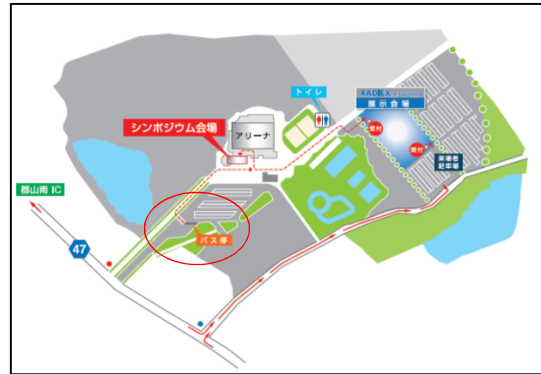 RADIEX
展示会場
トイレ
シンポジウム会場
アリーナ
受付
受付
来場者
駐車場
郡山南 IC
47
バス停